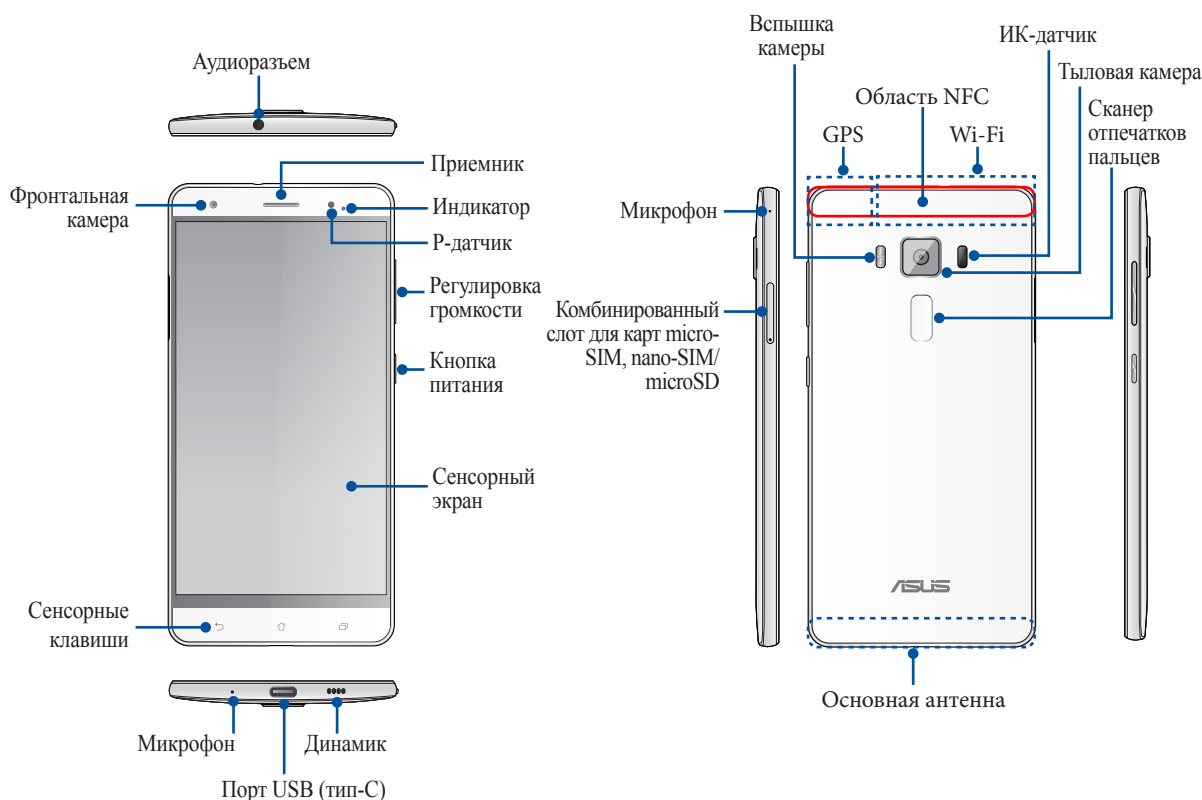 Аудиоразъем
Приемник
Фронтальная
камера
Индикатор
P-датчик
Регулировка
громкости
Кнопка
питания
Сенсорный
экран
Сенсорные
клавиши
Микрофон
Динамик
Порт USB (тип-C)
Вспышка
камеры
ИК-датчик
Тыловая камера
Область NFC
Сканер
отпечатков
пальцев
GPS
Wi-Fi
Микрофон
Комбинированный
слот для карт micro-
SIM, nano-SIM/
microSD
ASUS
Основная антенна